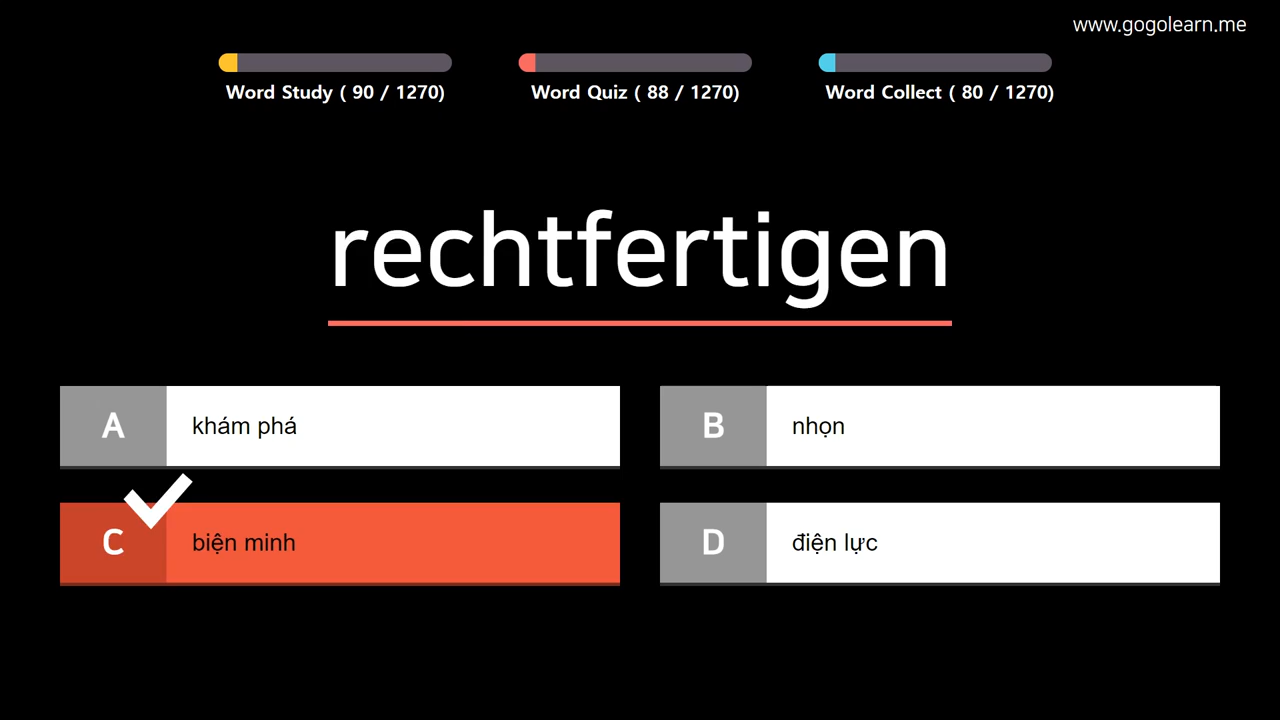 www.gogolearn.me
Word Study ( 90 / 1270)
Word Quiz ( 88 / 1270)
Word Collect ( 80 / 1270)
rechtfertigen
A khám phá
B nhọn
C biện minh
D điện lực